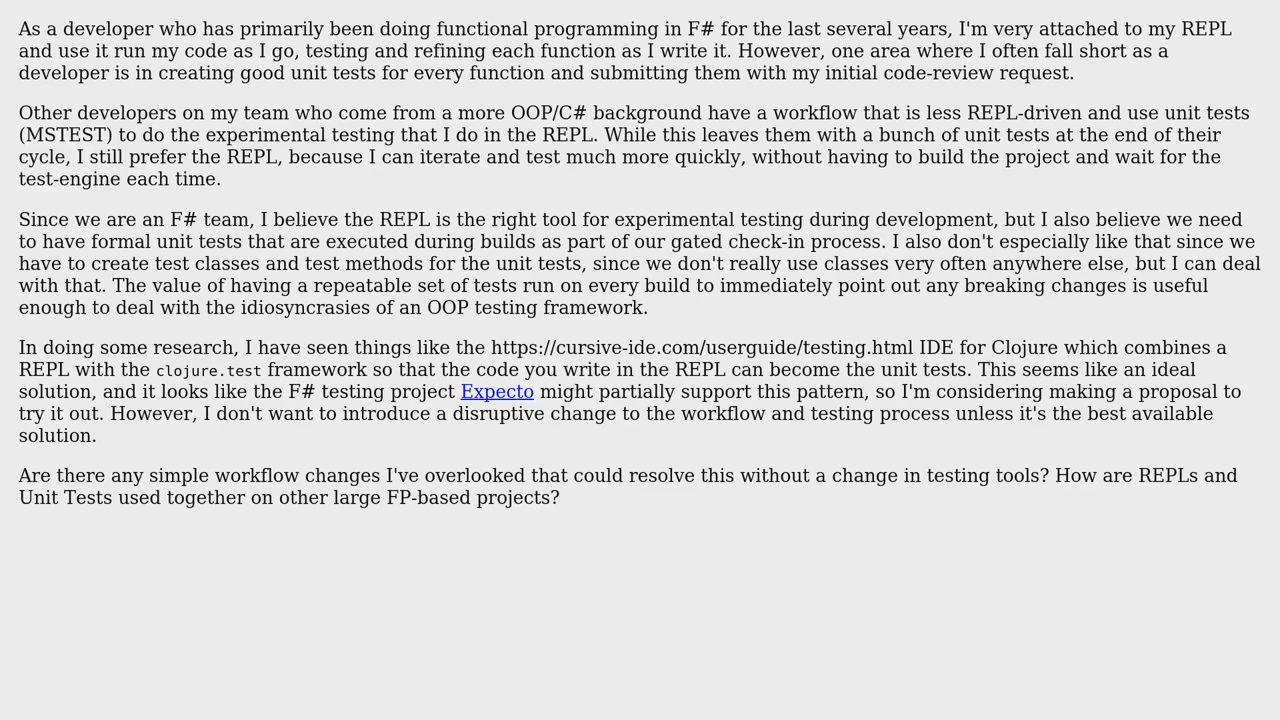 As a developer who has primarily been doing functional programming in F# for the last several years, I'm very attached to my REPL
and use it run my code as I go, testing and refining each function as I write it. However, one area where I often fall short as a
developer is in creating good unit tests for every function and submitting them with my initial code-review request.
Other developers on my team who come from a more OOP/C# background have a workflow that is less REPL-driven and use unit tests
(MSTEST) to do the experimental testing that I do in the REPL. While this leaves them with a bunch of unit tests at the end of their
cycle, I still prefer the REPL, because I can iterate and test much more quickly, without having to build the project and wait for the
test-engine each time.
Since we are an F# team, I believe the REPL is the right tool for experimental testing during development, but I also believe we need
to have formal unit tests that are executed during builds as part of our gated check-in process. I also don't especially like that since we
have to create test classes and test methods for the unit tests, since we don't really use classes very often anywhere else, but I can deal
with that. The value of having a repeatable set of tests run on every build to immediately point out any breaking changes is useful
enough to deal with the idiosyncrasies of an OOP testing framework.
In doing some research, I have seen things like the https://cursive-ide.com/userguide/testing.html IDE for Clojure which combines a
REPL with the clojure.test framework so that the code you write in the REPL can become the unit tests. This seems like an ideal
solution, and it looks like the F# testing project Expecto might partially support this pattern, so I'm considering making a proposal to
try it out. However, I don't want to introduce a disruptive change to the workflow and testing process unless it's the best available
solution.
Are there any simple workflow changes I've overlooked that could resolve this without a change in testing tools? How are REPLs and
Unit Tests used together on other large FP-based projects?